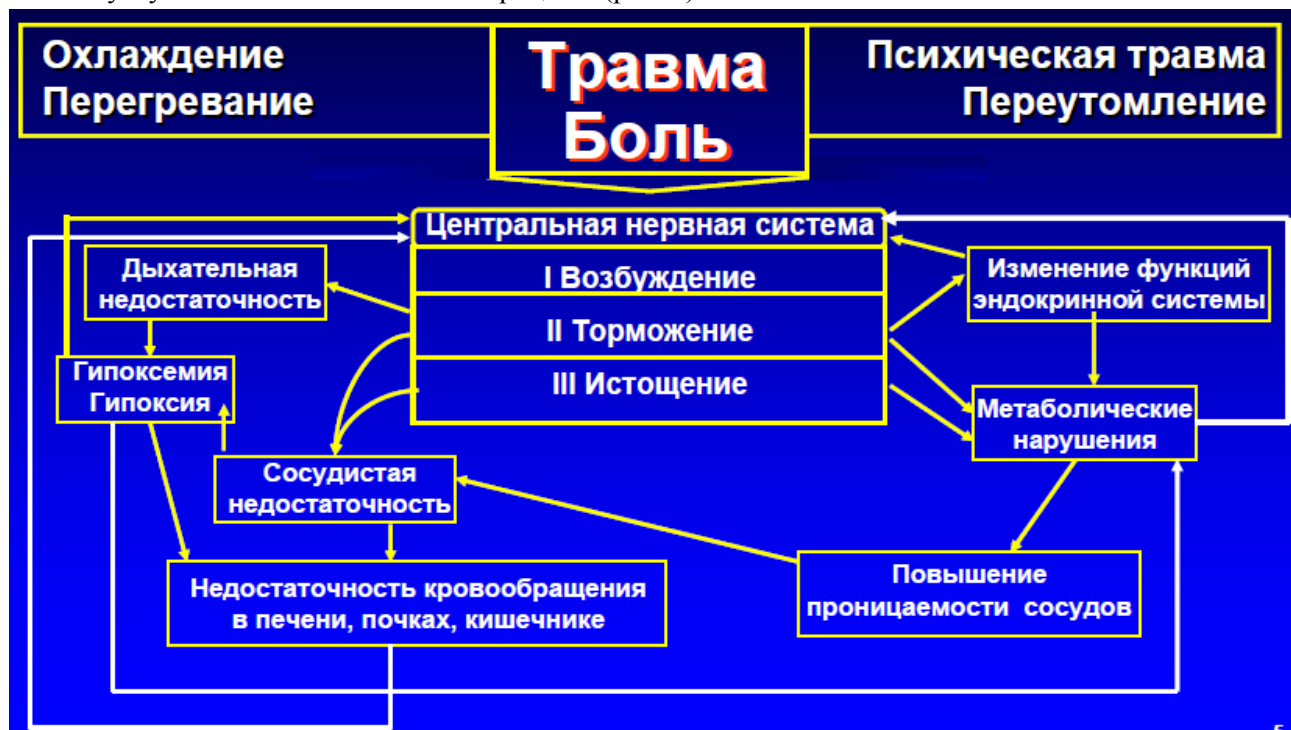 Охлаждение
Перегревание
Травма
Боль
Психическая травма
Переутомление
Центральная нервная система
I Возбуждение
II Торможение
III Истощение
Дыхательная
недостаточность
Гипоксемия
Гипоксия
Сосудистая
недостаточность
Недостаточность кровообращения
в печени, почках, кишечнике
Изменение функций
эндокринной системы
Метаболические
нарушения
Повышение
проницаемости сосудов